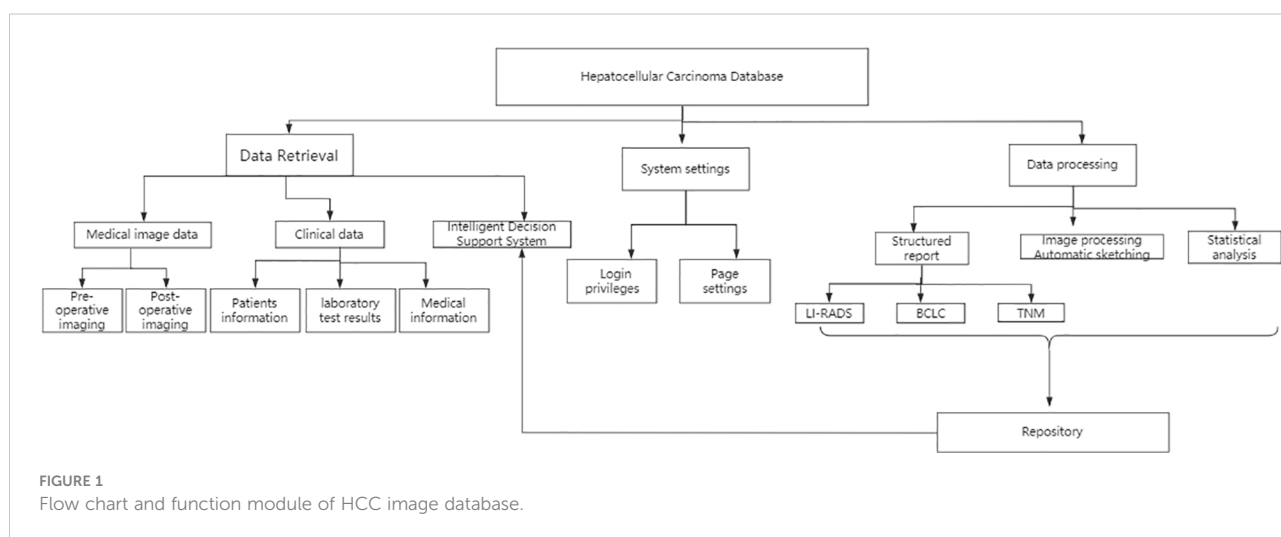 Hepatocellular Carcinoma Database
Data Retrieval
System settings
Data processing
Medical image data
Clinical data
Intelligent Decision
Support System
Structured
report
Image processing
Automatic sketching
Statistical
analysis
Pre-
operative
imaging
Post-
operative
imaging
Patients
information
laboratory
test results
Medical
information
Login
privileges
Page
settings
LI-RADS
BCLC
TNM
Repository
FIGURE 1
Flow chart and function module of HCC image database.